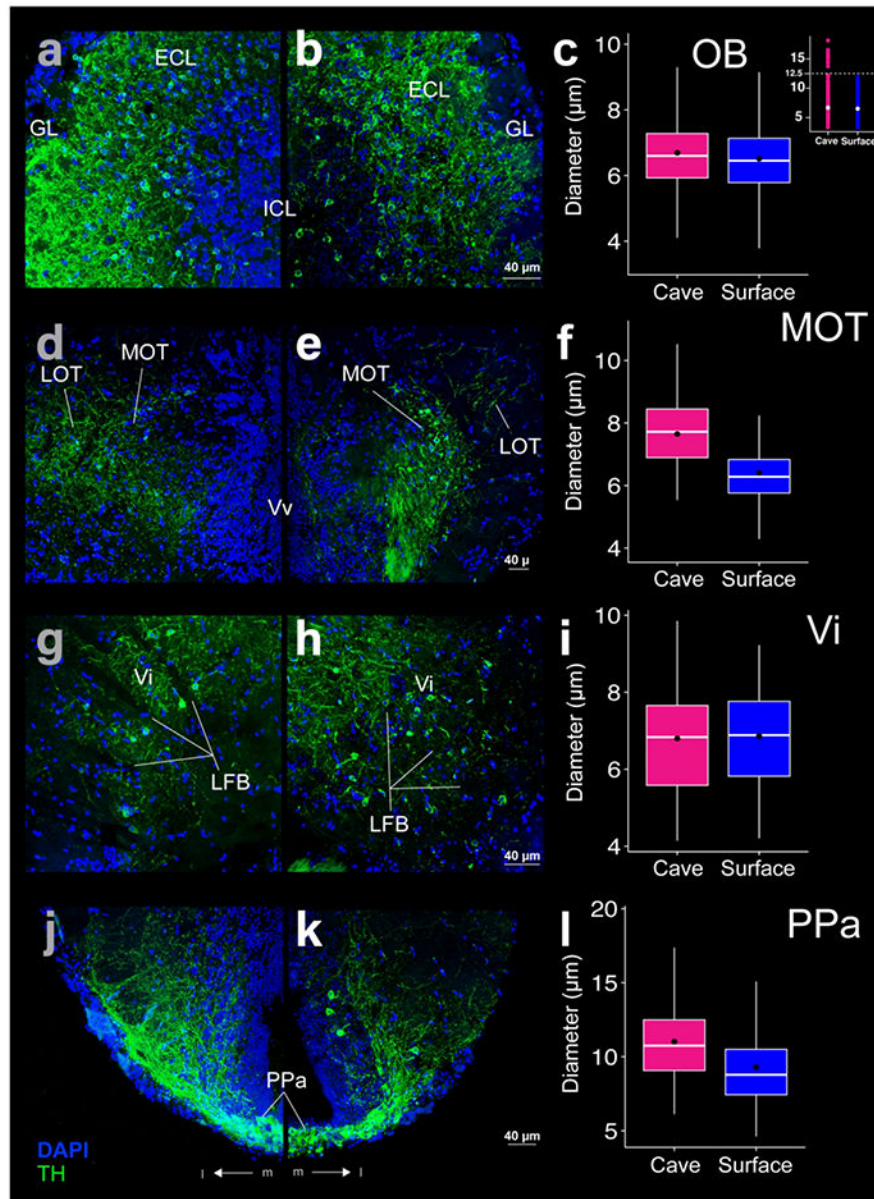 a
ECL
GL
ICL
b
ECL
GL
40 µm
c
OB
Diameter (µm)
10
8
6
4
Cave Surface
15
12.5
10
5
Cave Surface
d
MOT
LOT
Vv
e
MOT
LOT
40 µ
f
MOT
Diameter (µm)
10
8
6
4
Cave Surface
g
Vi
LFB
h
Vi
LFB
40 µm
i
Vi
Diameter (µm)
10
8
6
4
Cave Surface
j
k
PPa
DAPI
TH
l m m l
40 µm
l
PPa
Diameter (µm)
20
15
10
5
Cave Surface